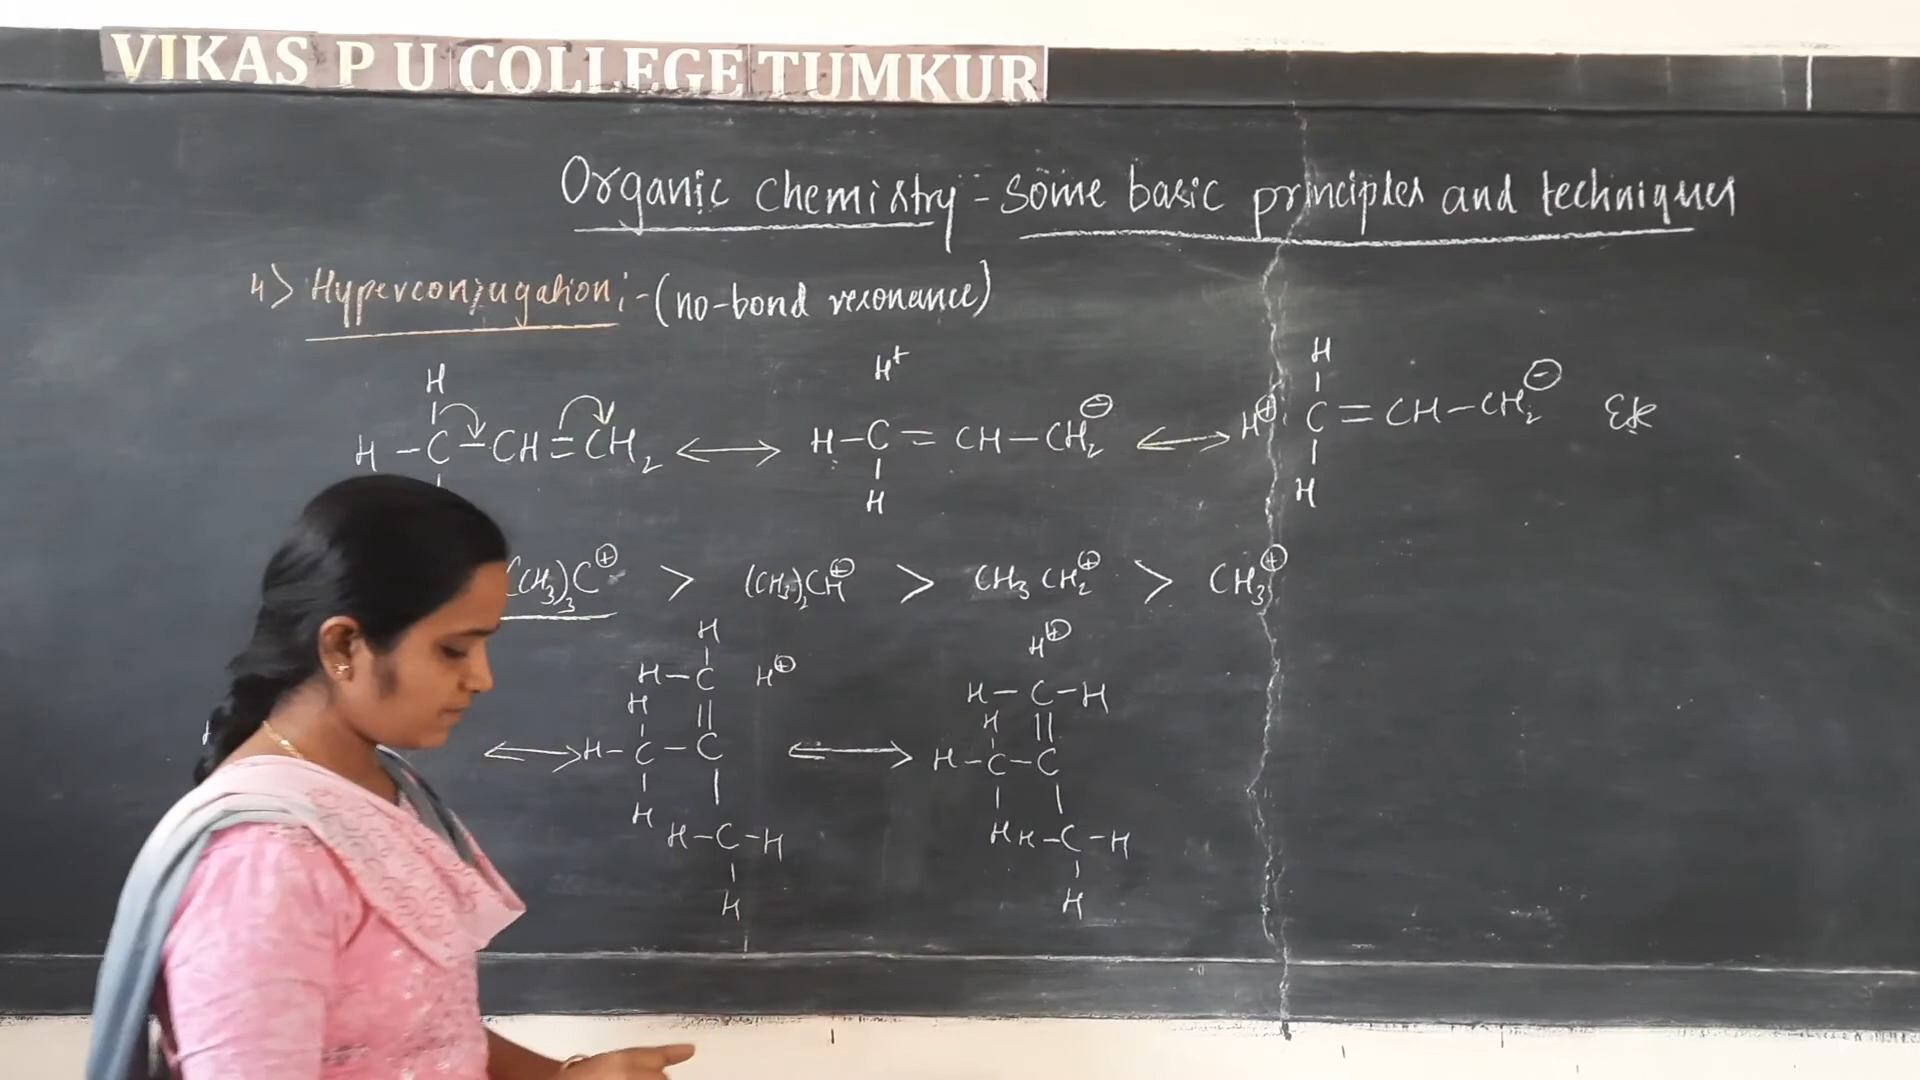 VIKAS P U COLLEGE TUMKUR
Organic chemistry - Some basic principles and techniques
4> Hyperconjugation :- (no-bond resonance)
H H⁺ H
H – C – CH = CH₂ ⟷ H – C = CH – CH₂⊖ ⟷ H⊕ C = CH – CH₂⊖ Etc
H H
(CH₃)₃C⊕ > (CH₃)₂CH⊕ > CH₃CH₂⊕ > CH₃⊕
H H⊕
H – C H⊕ H – C – H
H || H ||
⟷ H – C – C ⟷ H – C – C
H H
H – C – H H – C – H
H H